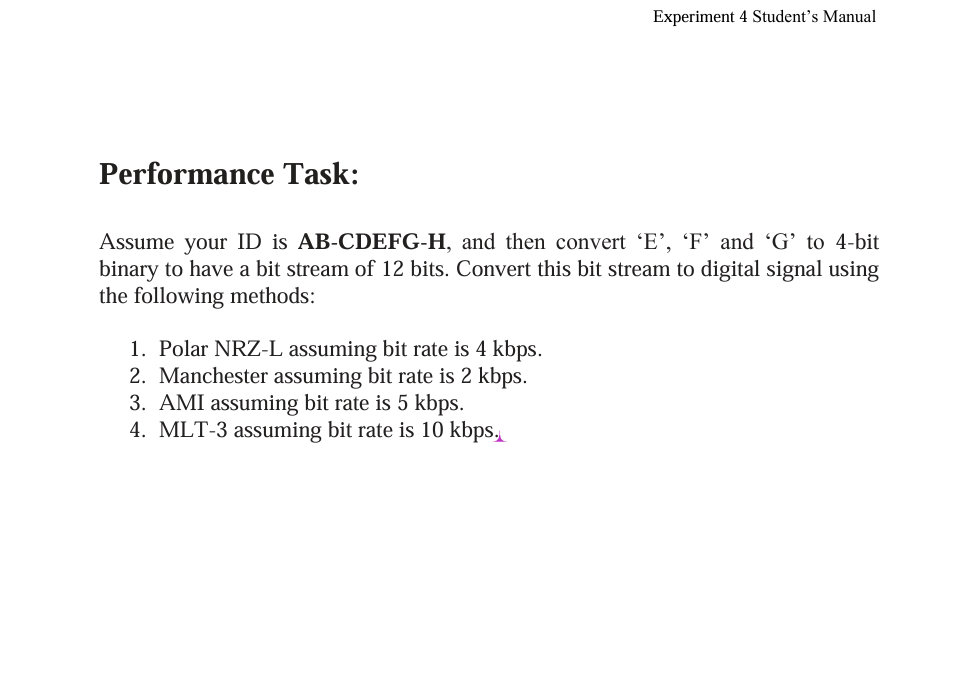 Experiment 4 Student’s Manual
Performance Task:
Assume your ID is AB-CDEFG-H, and then convert ‘E’, ‘F’ and ‘G’ to 4-bit
binary to have a bit stream of 12 bits. Convert this bit stream to digital signal using
the following methods:
1. Polar NRZ-L assuming bit rate is 4 kbps.
2. Manchester assuming bit rate is 2 kbps.
3. AMI assuming bit rate is 5 kbps.
4. MLT-3 assuming bit rate is 10 kbps.